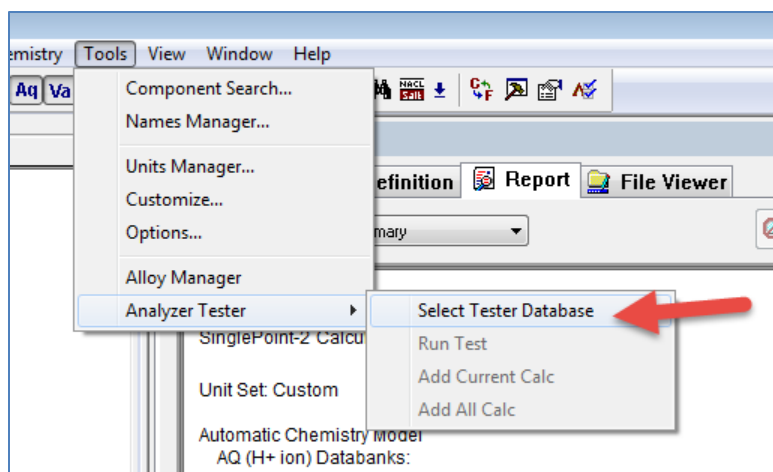 emistry Tools View Window Help
Aq Va NACL Salt C F
Component Search...
Names Manager...
Units Manager...
Customize...
Options...
Alloy Manager
Analyzer Tester
efinition Report File Viewer
mary
Select Tester Database
Run Test
Add Current Calc
Add All Calc
SinglePoint-2 Calcu
Unit Set: Custom
Automatic Chemistry Model
AQ (H+ ion) Databanks: